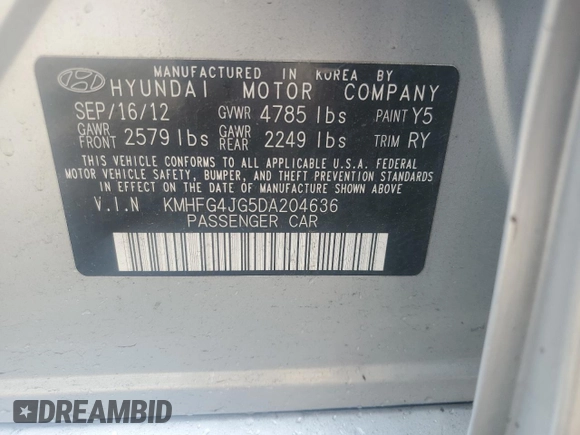 MANUFACTURED IN KOREA BY
HYUNDAI MOTOR COMPANY
SEP/16/12 GVWR 4785 lbs PAINT Y5
GAWR FRONT 2579 lbs GAWR REAR 2249 lbs TRIM RY
THIS VEHICLE CONFORMS TO ALL APPLICABLE U.S.A. FEDERAL
MOTOR VEHICLE SAFETY, BUMPER, AND THEFT PREVENTION STANDARDS
IN EFFECT ON THE DATE OF MANUFACTURE SHOWN ABOVE
V.I.N KMHFG4JG5DA204636
PASSENGER CAR
DREAMBID